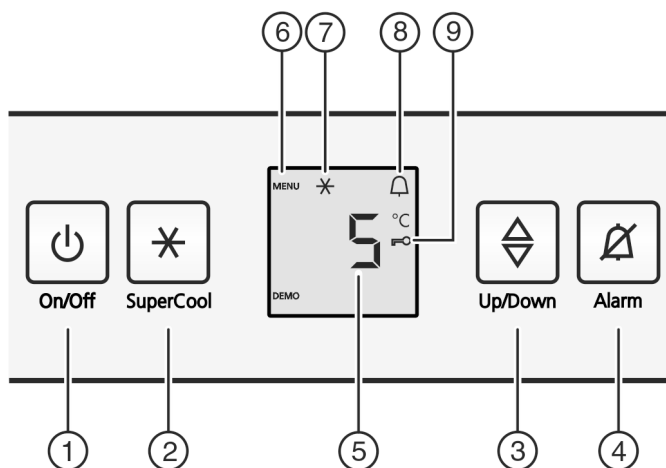 6 7 8 9
MENU
°C
5
DEMO
On/Off SuperCool Up/Down Alarm
1 2 5 3 4